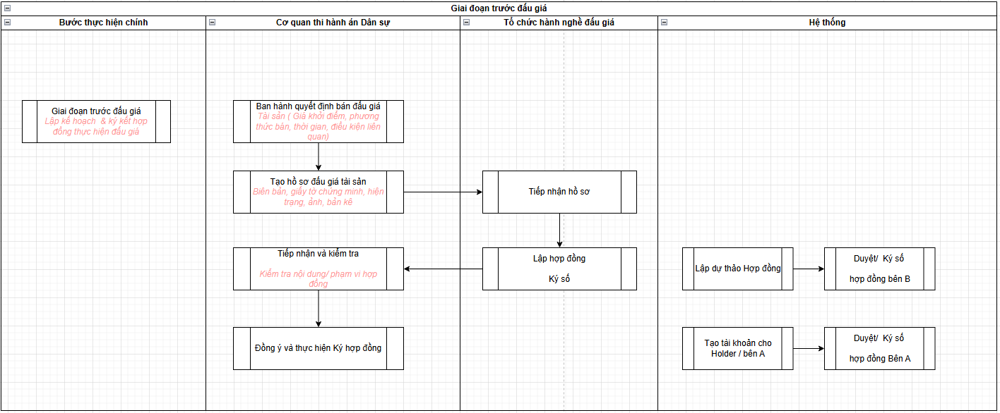 Giai đoạn trước đấu giá
Bước thực hiện chính
Cơ quan thi hành án Dân sự
Tổ chức hành nghề đấu giá
Hệ thống
Giai đoạn trước đấu giá
Lập kế hoạch & ký kết hợp
đồng thực hiện đấu giá
Ban hành quyết định bán đấu giá
Tài sản ( Giá khởi điểm, phương
thức bán, thời gian, điều kiện liên
quan)
Tạo hồ sơ đấu giá tài sản
Biên bản, giấy tờ chứng minh, hiện
trạng, ảnh, bản kê
Tiếp nhận hồ sơ
Tiếp nhận và kiểm tra
Kiểm tra nội dung/ phạm vi hợp
đồng
Lập hợp đồng
Ký số
Lập dự thảo Hợp đồng
Duyệt/ Ký số
hợp đồng bên B
Đồng ý và thực hiện Ký hợp đồng
Tạo tài khoản cho
Holder / bên A
Duyệt/ Ký số
hợp đồng Bên A